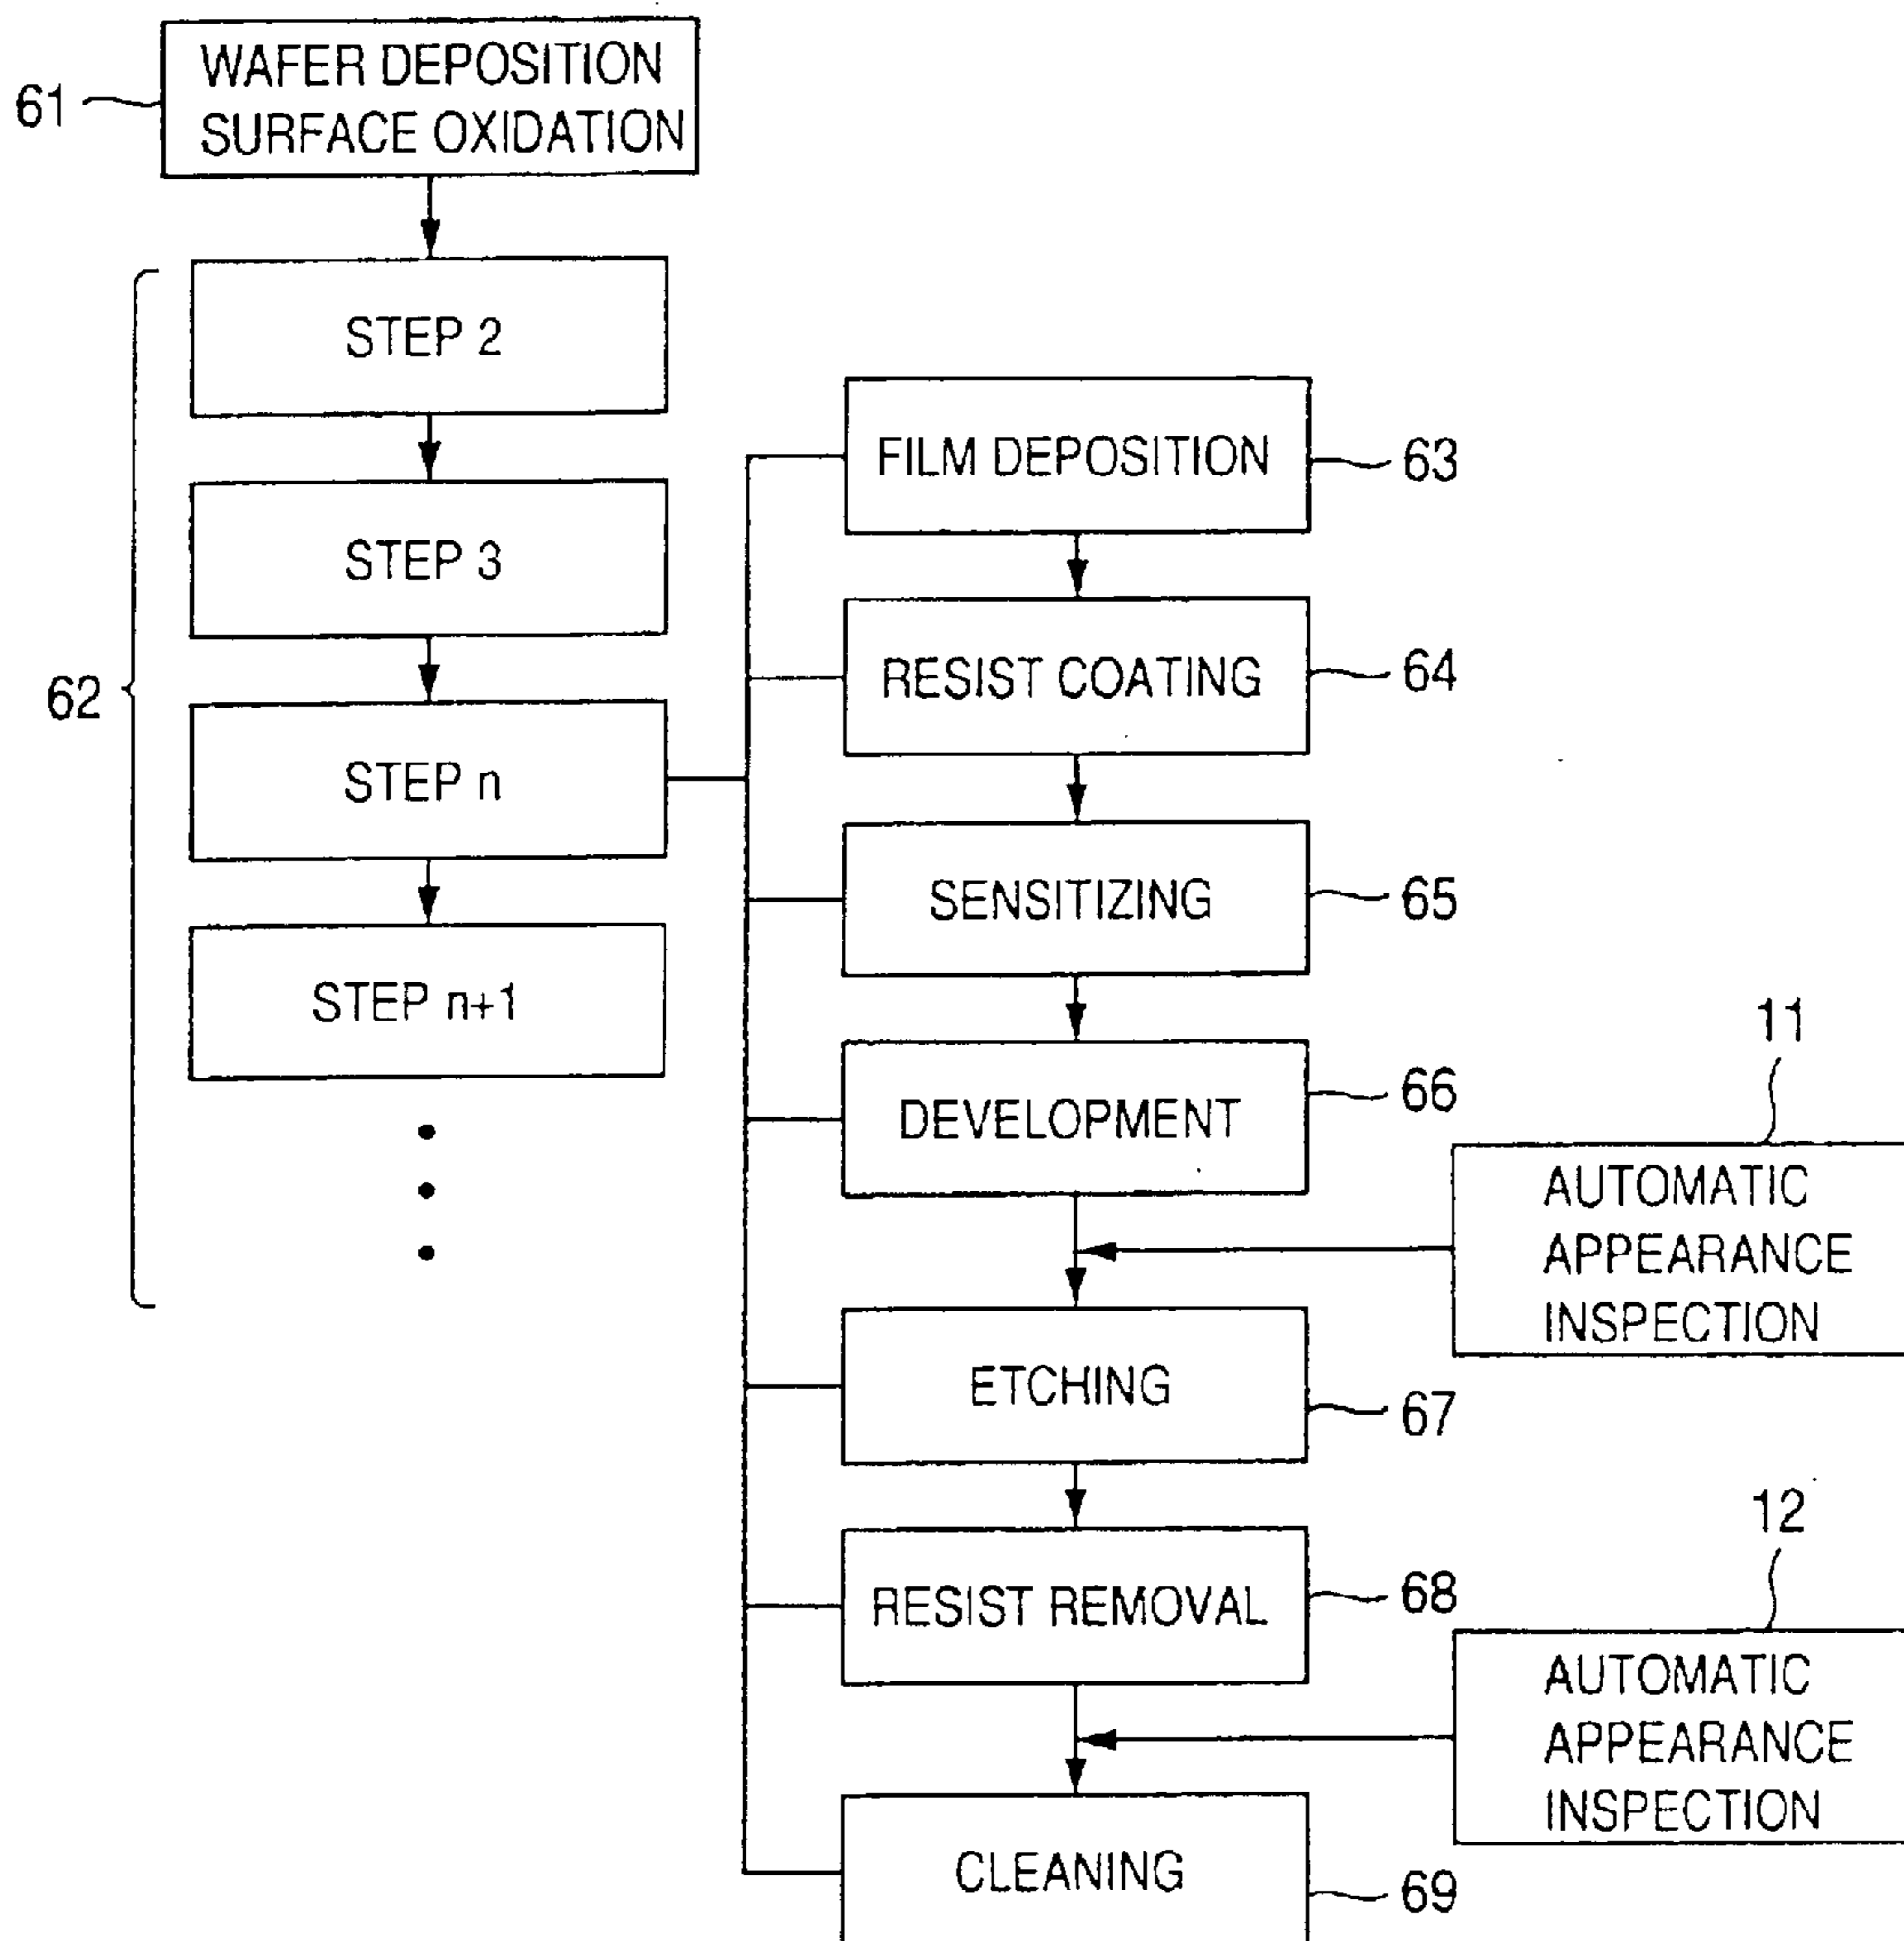 61
WAFER DEPOSITION
SURFACE OXIDATION
62
STEP 2
STEP 3
STEP n
STEP n+1
FILM DEPOSITION
63
RESIST COATING
64
SENSITIZING
65
DEVELOPMENT
66
11
AUTOMATIC
APPEARANCE
INSPECTION
ETCHING
67
RESIST REMOVAL
68
12
AUTOMATIC
APPEARANCE
INSPECTION
CLEANING
69